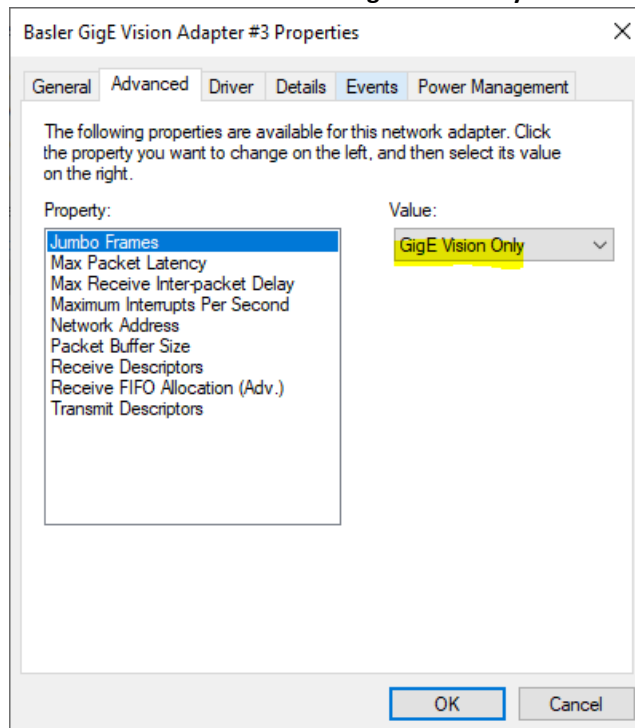 Basler GigE Vision Adapter #3 Properties
General Advanced Driver Details Events Power Management
The following properties are available for this network adapter. Click
the property you want to change on the left, and then select its value
on the right.
Property:
Value:
Jumbo Frames
GigE Vision Only
Max Packet Latency
Max Receive Inter-packet Delay
Maximum Interrupts Per Second
Network Address
Packet Buffer Size
Receive Descriptors
Receive FIFO Allocation (Adv.)
Transmit Descriptors
OK
Cancel